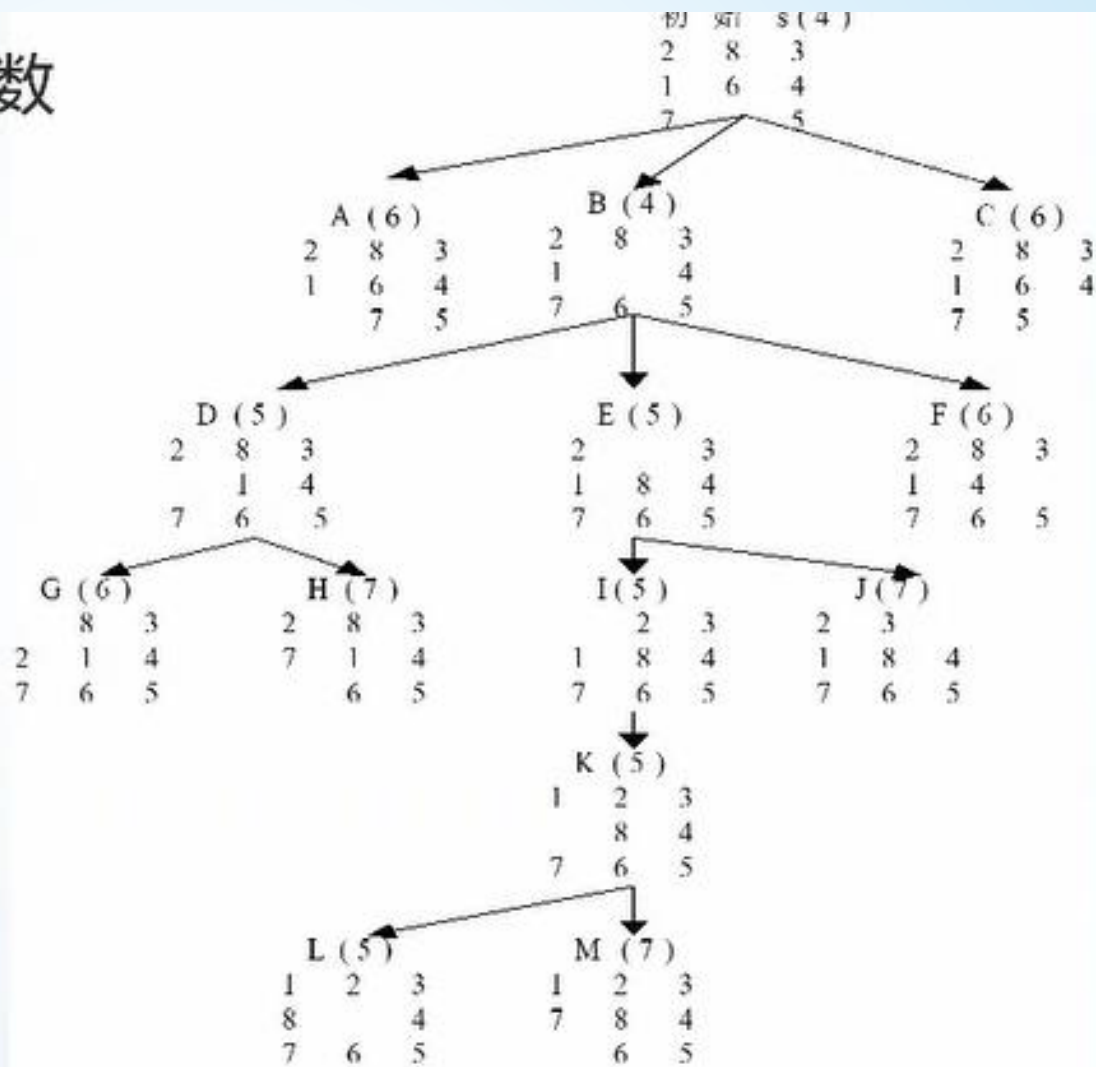 数
初 始 s(4)
2 8 3
1 6 4
7 5
A (6) B (4) C (6)
2 8 3 2 8 3 2 8 3
1 6 4 1 4 1 6 4
7 5 7 6 5 7 5
D (5) E (5) F (6)
2 8 3 2 3 2 8 3
1 4 1 8 4 1 4
7 6 5 7 6 5 7 6 5
G (6) H (7) I(5) J(7)
8 3 2 8 3 2 3 2 3
2 1 4 7 1 4 1 8 4 1 8 4
7 6 5 6 5 7 6 5 7 6 5
K (5)
1 2 3
8 4
7 6 5
L (5) M (7)
1 2 3 1 2 3
8 4 7 8 4
7 6 5 6 5